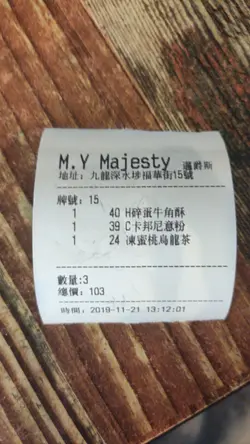 M.Y Majesty 邁爵斯
地址：九龍深水埗福華街15號
牌號：15
1 40 H碎蛋牛角酥
1 39 C卡邦尼意粉
1 24 凍蜜桃烏龍茶
數量:3
總價：103
時間：2019-11-21 13:12:01